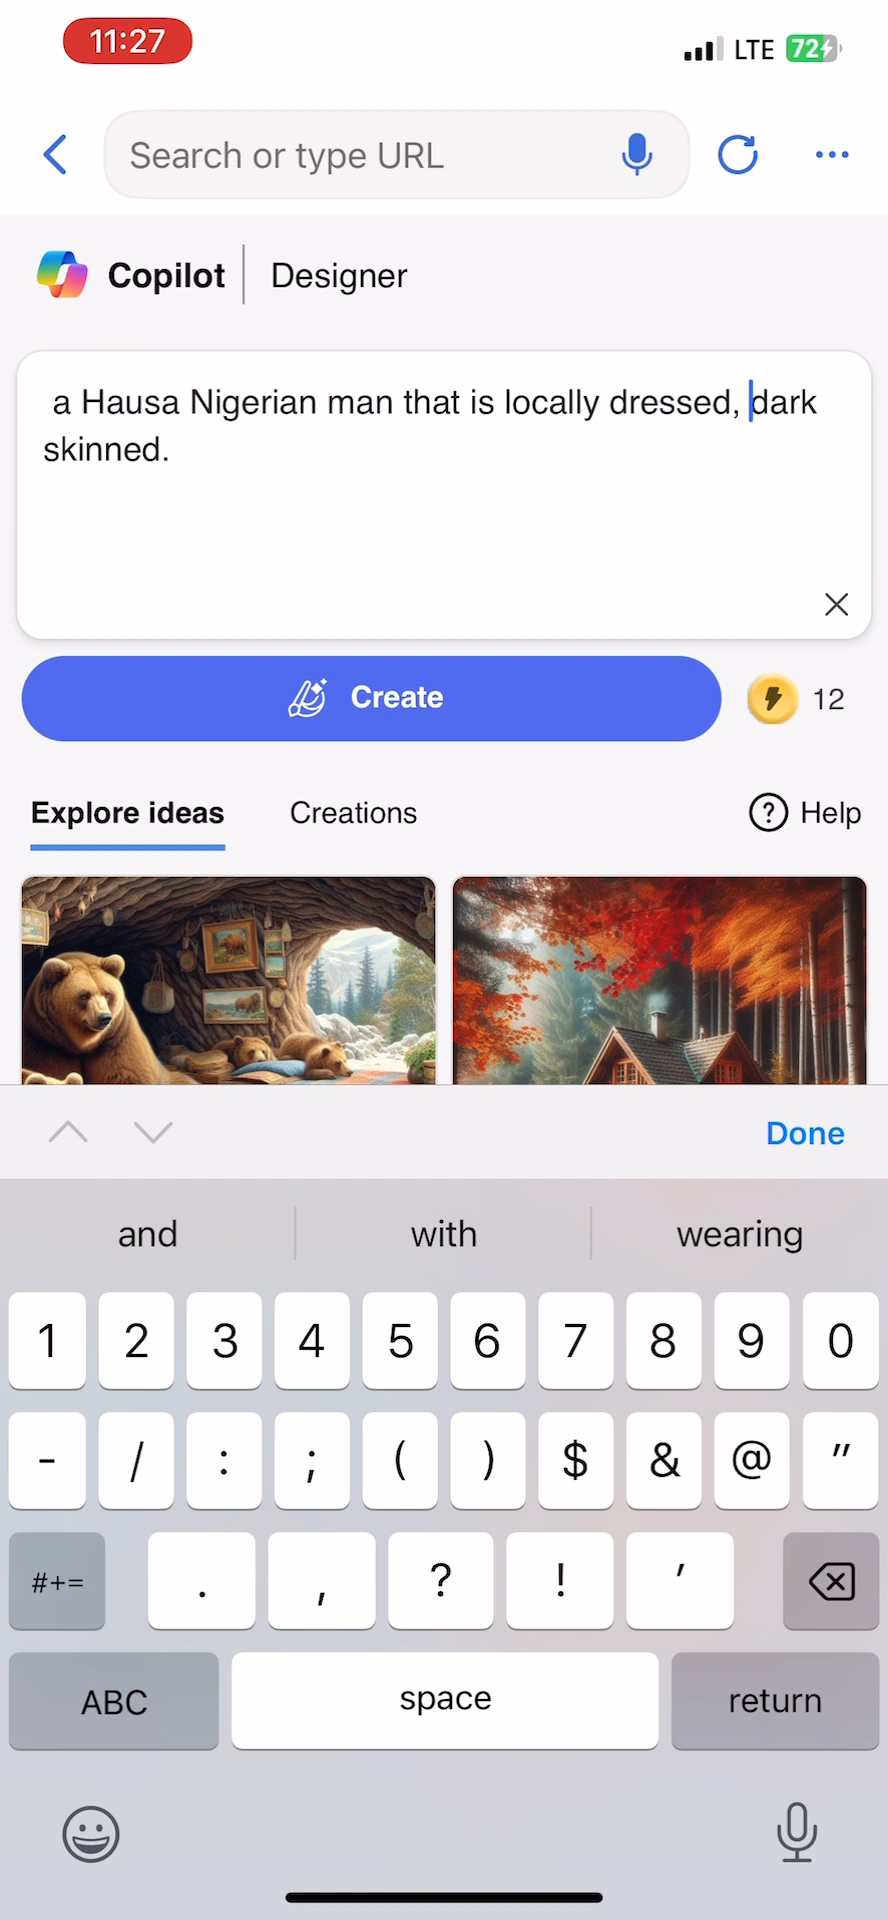 11:27
LTE 72
Search or type URL
Copilot | Designer
a Hausa Nigerian man that is locally dressed, dark
skinned.
Create
12
Explore ideas
Creations
? Help
Done
and
with
wearing
1 2 3 4 5 6 7 8 9 0
- / : ; ( ) $ & @ "
#+= . , ? ! '
ABC space return